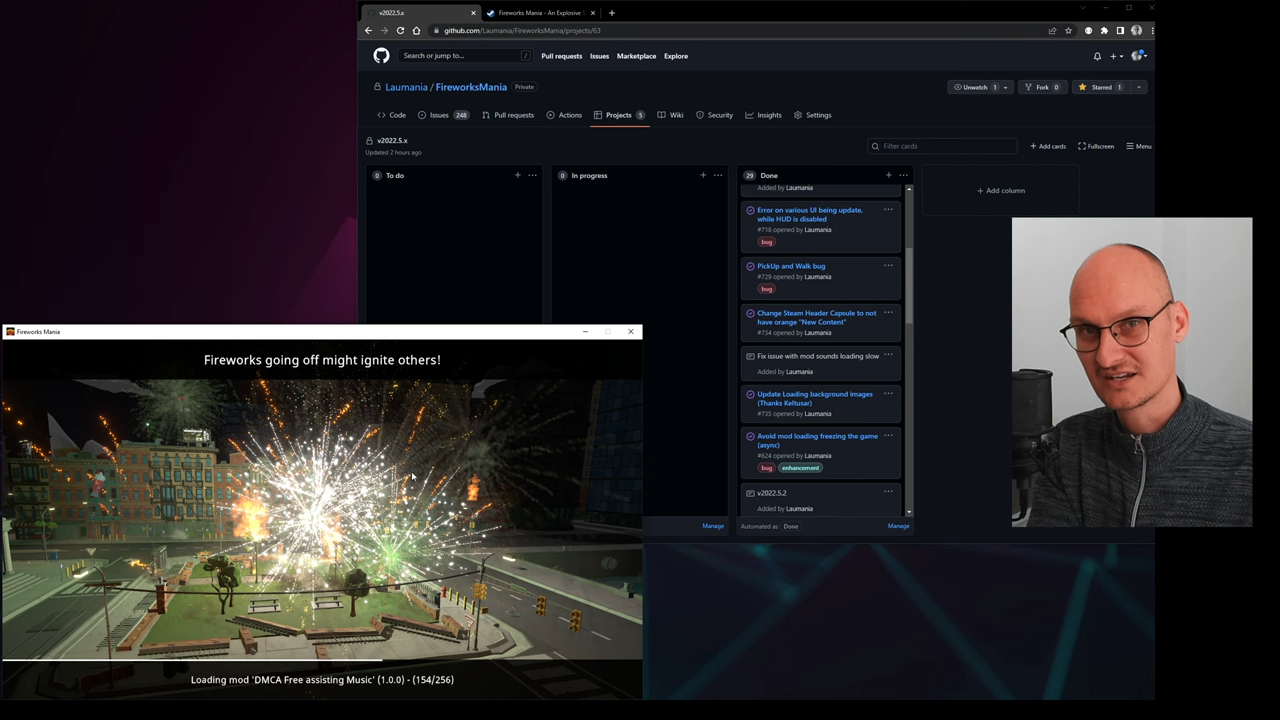 v2022.5.x
Fireworks Mania - An Explosive
github.com/Laumania/FireworksMania/projects/63
Search or jump to...
/
Pull requests
Issues
Marketplace
Explore
Laumania / FireworksMania
Private
Unwatch 1
Fork 0
Starred 1
Code
Issues 248
Pull requests
Actions
Projects 5
Wiki
Security
Insights
Settings
v2022.5.x
Updated 2 hours ago
Filter cards
Add cards
Fullscreen
Menu
0 To do
0 In progress
29 Done
Add column
Added by Laumania
Error on various UI being update,
while HUD is disabled
#718 opened by Laumania
bug
PickUp and Walk bug
#729 opened by Laumania
bug
Change Steam Header Capsule to not
have orange "New Content"
#734 opened by Laumania
Fix issue with mod sounds loading slow
Added by Laumania
Update Loading background images
(Thanks Keltusar)
#735 opened by Laumania
Avoid mod loading freezing the game
(async)
#624 opened by Laumania
bug enhancement
v2022.5.2
Added by Laumania
Manage
Automated as Done
Manage
Fireworks Mania
Fireworks going off might ignite others!
Loading mod 'DMCA Free assisting Music' (1.0.0) - (154/256)